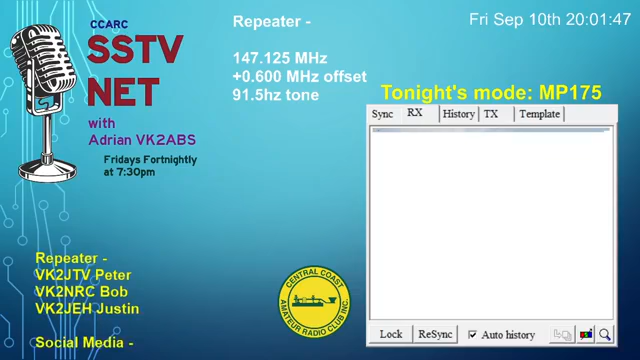 CCARC
SSTV
NET
with
Adrian VK2ABS
Fridays Fortnightly
at 7:30pm
Repeater -
147.125 MHz
+0.600 MHz offset
91.5hz tone
Fri Sep 10th 20:01:47
Tonight's mode: MP175
Sync RX History TX Template
Lock ReSync Auto history
Repeater -
VK2JTV Peter
VK2NRC Bob
VK2JEH Justin
Social Media -
CENTRAL COAST
AMATEUR RADIO CLUB INC.